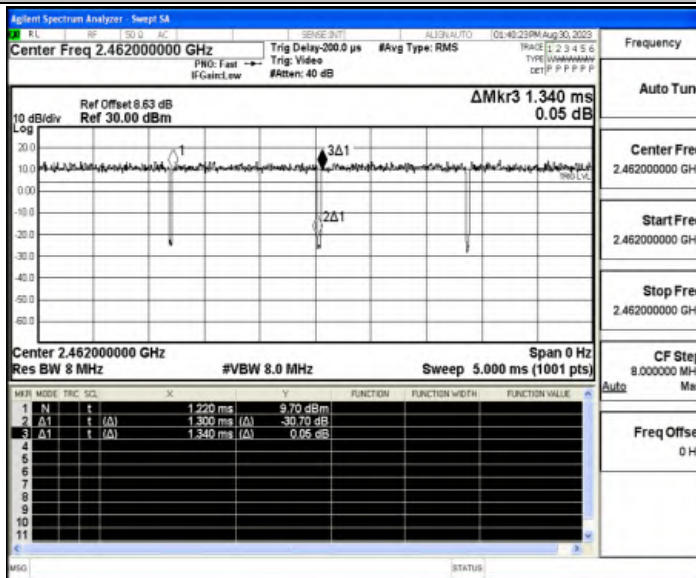 Agilent Spectrum Analyzer - Swept SA
RL RF 50 Ω AC SENSE:INT ALIGN AUTO 01:40:23 PM Aug 30, 2023
Center Freq 2.462000000 GHz
Trig Delay-200.0 µs #Avg Type: RMS
TRACE 1 2 3 4 5 6
PNO: Fast Trig: Video
TYPE
IFGain:Low #Atten: 40 dB
DET P P P P P P
Frequency
Auto Tun
ΔMkr3 1.340 ms
0.05 dB
Ref Offset 8.63 dB
10 dB/div Ref 30.00 dBm
Log
20.0
10.0
0.00
-10.0
-20.0
-30.0
-40.0
-50.0
-60.0
1
3Δ1
2Δ1
TRIG LVL
Center Fre
2.462000000 GH
Start Fre
2.462000000 GH
Stop Fre
2.462000000 GH
Center 2.462000000 GHz Span 0 Hz
Res BW 8 MHz #VBW 8.0 MHz Sweep 5.000 ms (1001 pts)
CF Step
8.000000 MH
Auto Ma
Freq Offse
0 H
MKR MODE TRC SCL X Y FUNCTION FUNCTION WIDTH FUNCTION VALUE
1 N t 1.220 ms 9.70 dBm
2 Δ1 t (Δ) 1.300 ms (Δ) -30.70 dB
3 Δ1 t (Δ) 1.340 ms (Δ) 0.05 dB
4
5
6
7
8
9
10
11
MSG STATUS